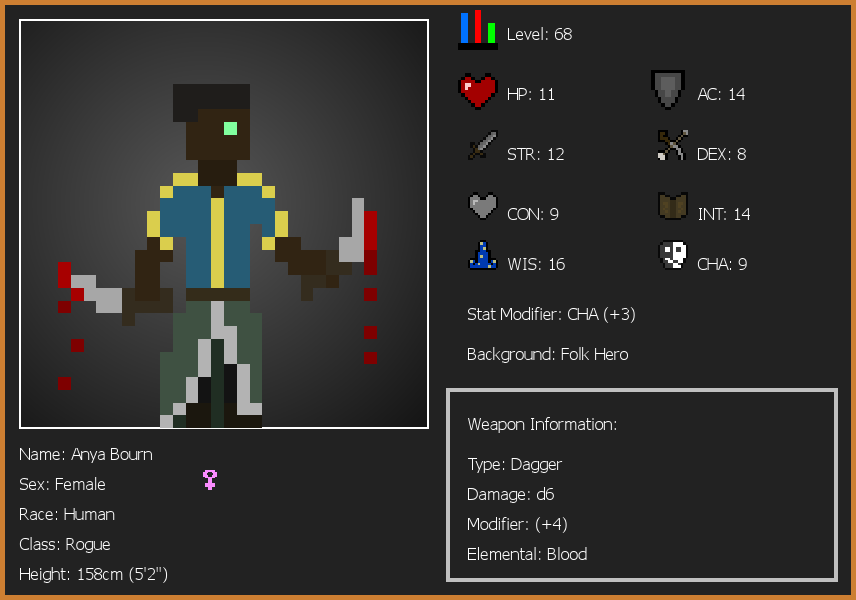 Level: 68
HP: 11
AC: 14
STR: 12
DEX: 8
CON: 9
INT: 14
WIS: 16
CHA: 9
Stat Modifier: CHA (+3)
Background: Folk Hero
Weapon Information:
Type: Dagger
Damage: d6
Modifier: (+4)
Elemental: Blood
Name: Anya Bourn
Sex: Female
Race: Human
Class: Rogue
Height: 158cm (5'2")